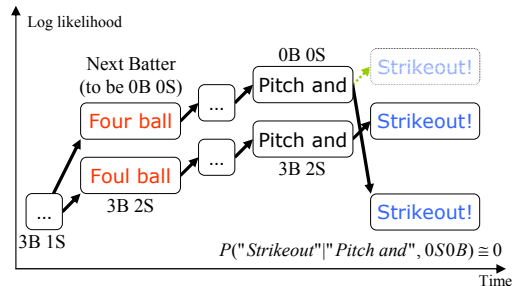 Log likelihood
0B 0S
Next Batter
(to be 0B 0S)
Strikeout!
...
Pitch and
Four ball
Strikeout!
...
Pitch and
Foul ball
3B 2S
...
3B 2S
Strikeout!
3B 1S
P("Strikeout"|"Pitch and", 0S0B) ≅ 0
Time